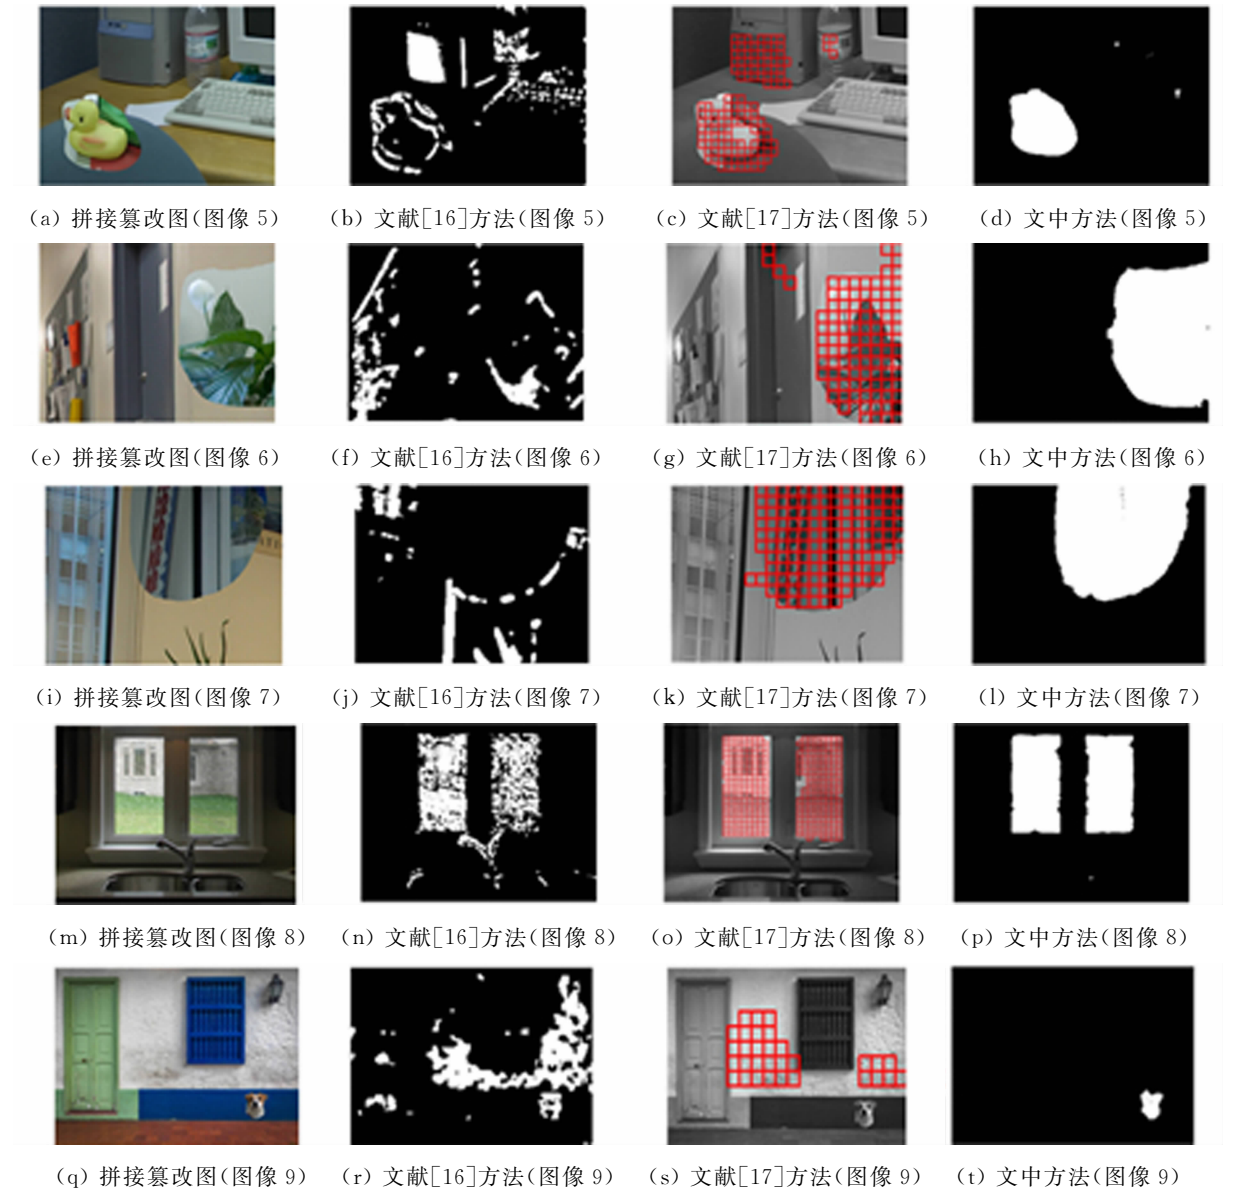 (a) 拼接篡改图(图像 5) (b) 文献[16]方法(图像 5) (c) 文献[17]方法(图像 5) (d) 文中方法(图像 5)
(e) 拼接篡改图(图像 6) (f) 文献[16]方法(图像 6) (g) 文献[17]方法(图像 6) (h) 文中方法(图像 6)
(i) 拼接篡改图(图像 7) (j) 文献[16]方法(图像 7) (k) 文献[17]方法(图像 7) (l) 文中方法(图像 7)
(m) 拼接篡改图(图像 8) (n) 文献[16]方法(图像 8) (o) 文献[17]方法(图像 8) (p) 文中方法(图像 8)
(q) 拼接篡改图(图像 9) (r) 文献[16]方法(图像 9) (s) 文献[17]方法(图像 9) (t) 文中方法(图像 9)